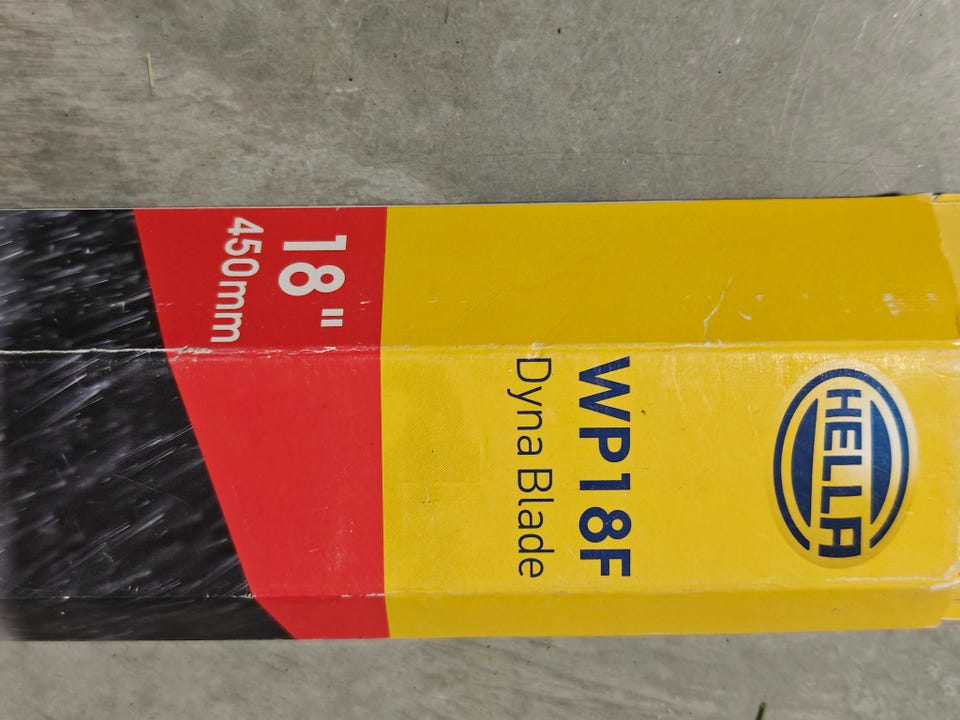 HELLA
WP18F
Dyna Blade
18"
450mm